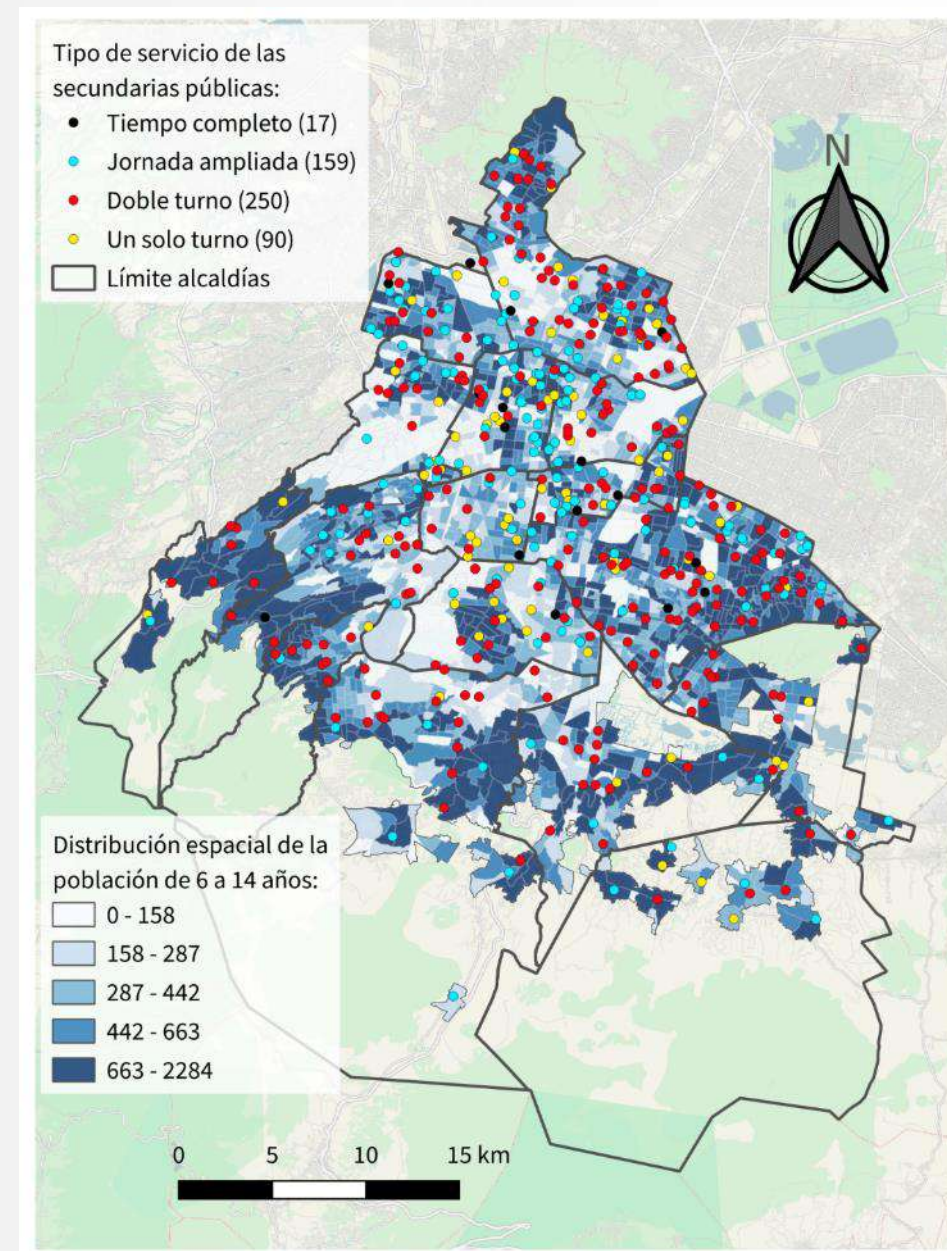 Tipo de servicio de las
secundarias públicas:
Tiempo completo (17)
Jornada ampliada (159)
Doble turno (250)
Un solo turno (90)
Límite alcaldías
N
Distribución espacial de la
población de 6 a 14 años:
0 - 158
158 - 287
287 - 442
442 - 663
663 - 2284
0 5 10 15 km